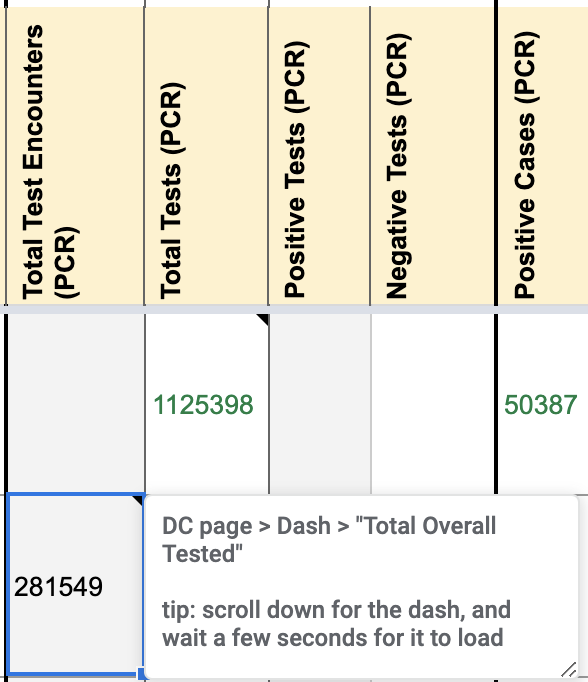 Total Test Encounters
(PCR)
Total Tests (PCR)
Positive Tests (PCR)
Negative Tests (PCR)
Positive Cases (PCR)
1125398
50387
281549
DC page > Dash > "Total Overall
Tested"
tip: scroll down for the dash, and
wait a few seconds for it to load